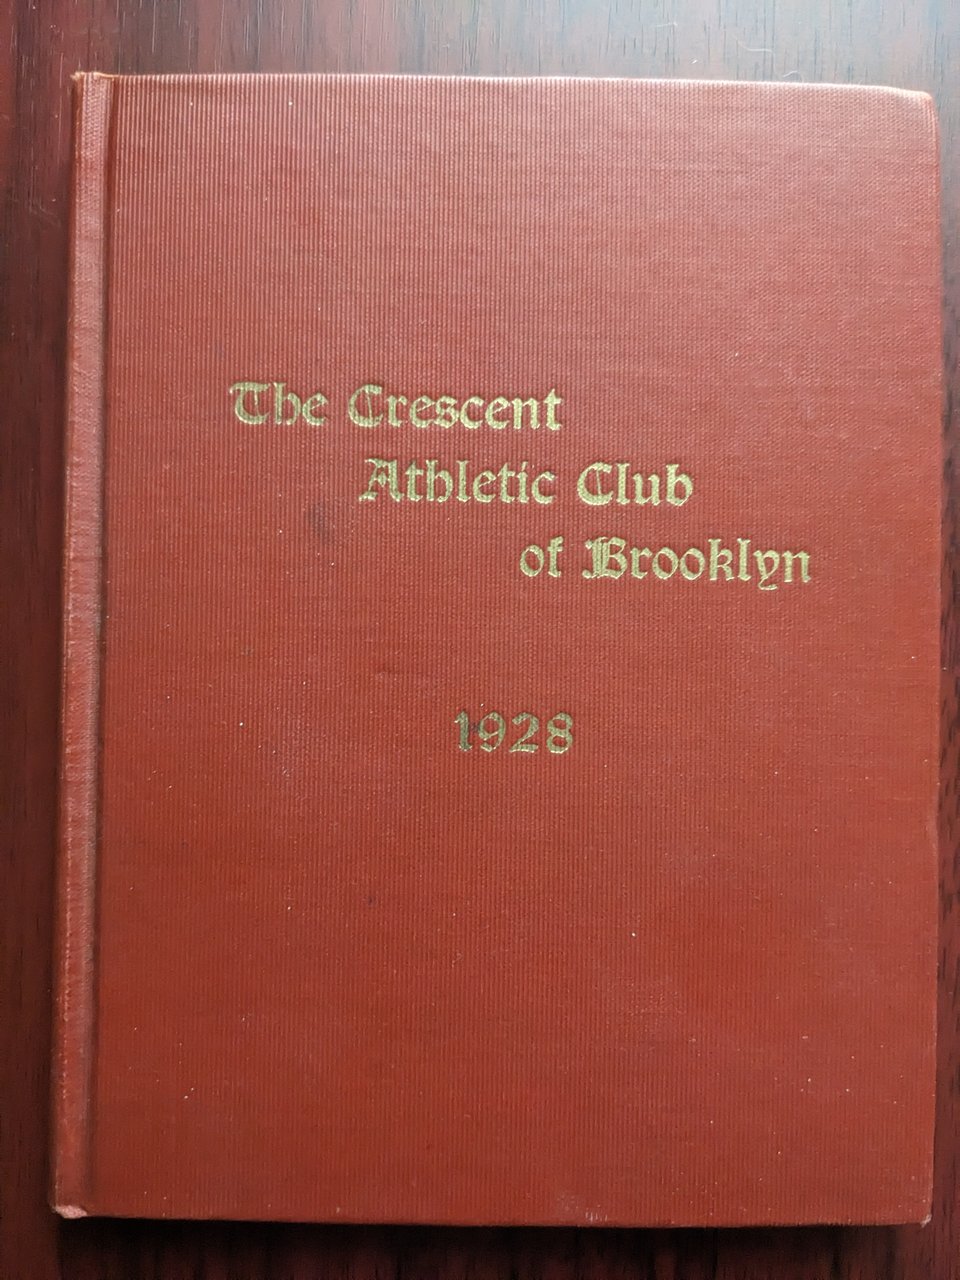 The Crescent
Athletic Club
of Brooklyn
1928